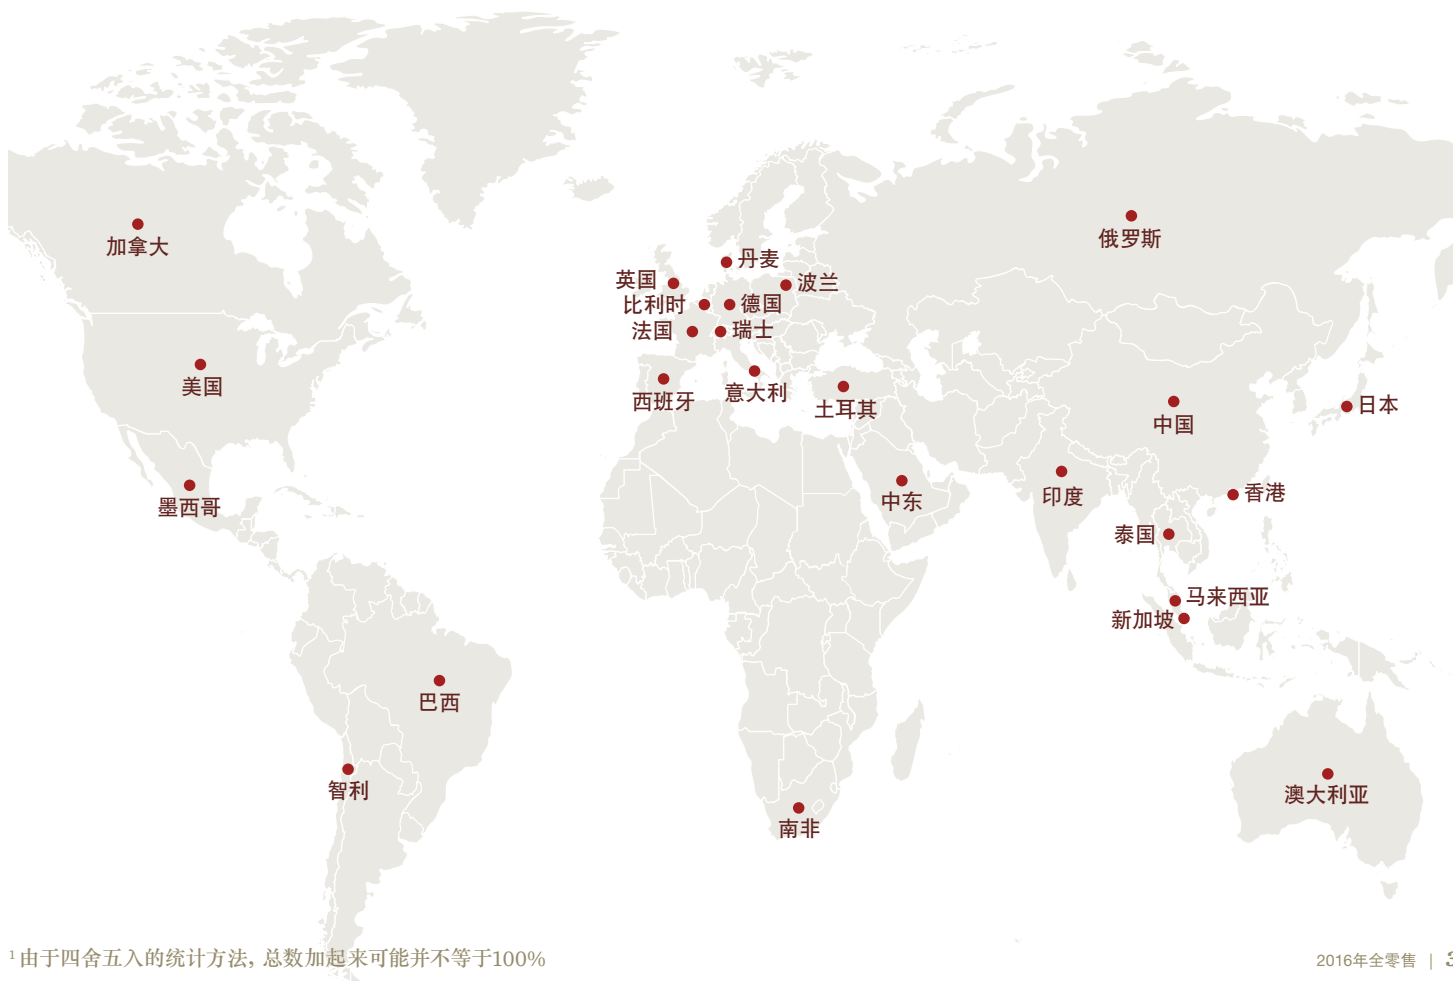 加拿大
俄罗斯
丹麦
英国
波兰
比利时
德国
法国
瑞士
美国
意大利
西班牙
土耳其
日本
中国
墨西哥
中东
印度
香港
泰国
马来西亚
新加坡
巴西
智利
澳大利亚
南非
1 由于四舍五入的统计方法, 总数加起来可能并不等于100%
2016年全零售 | 3